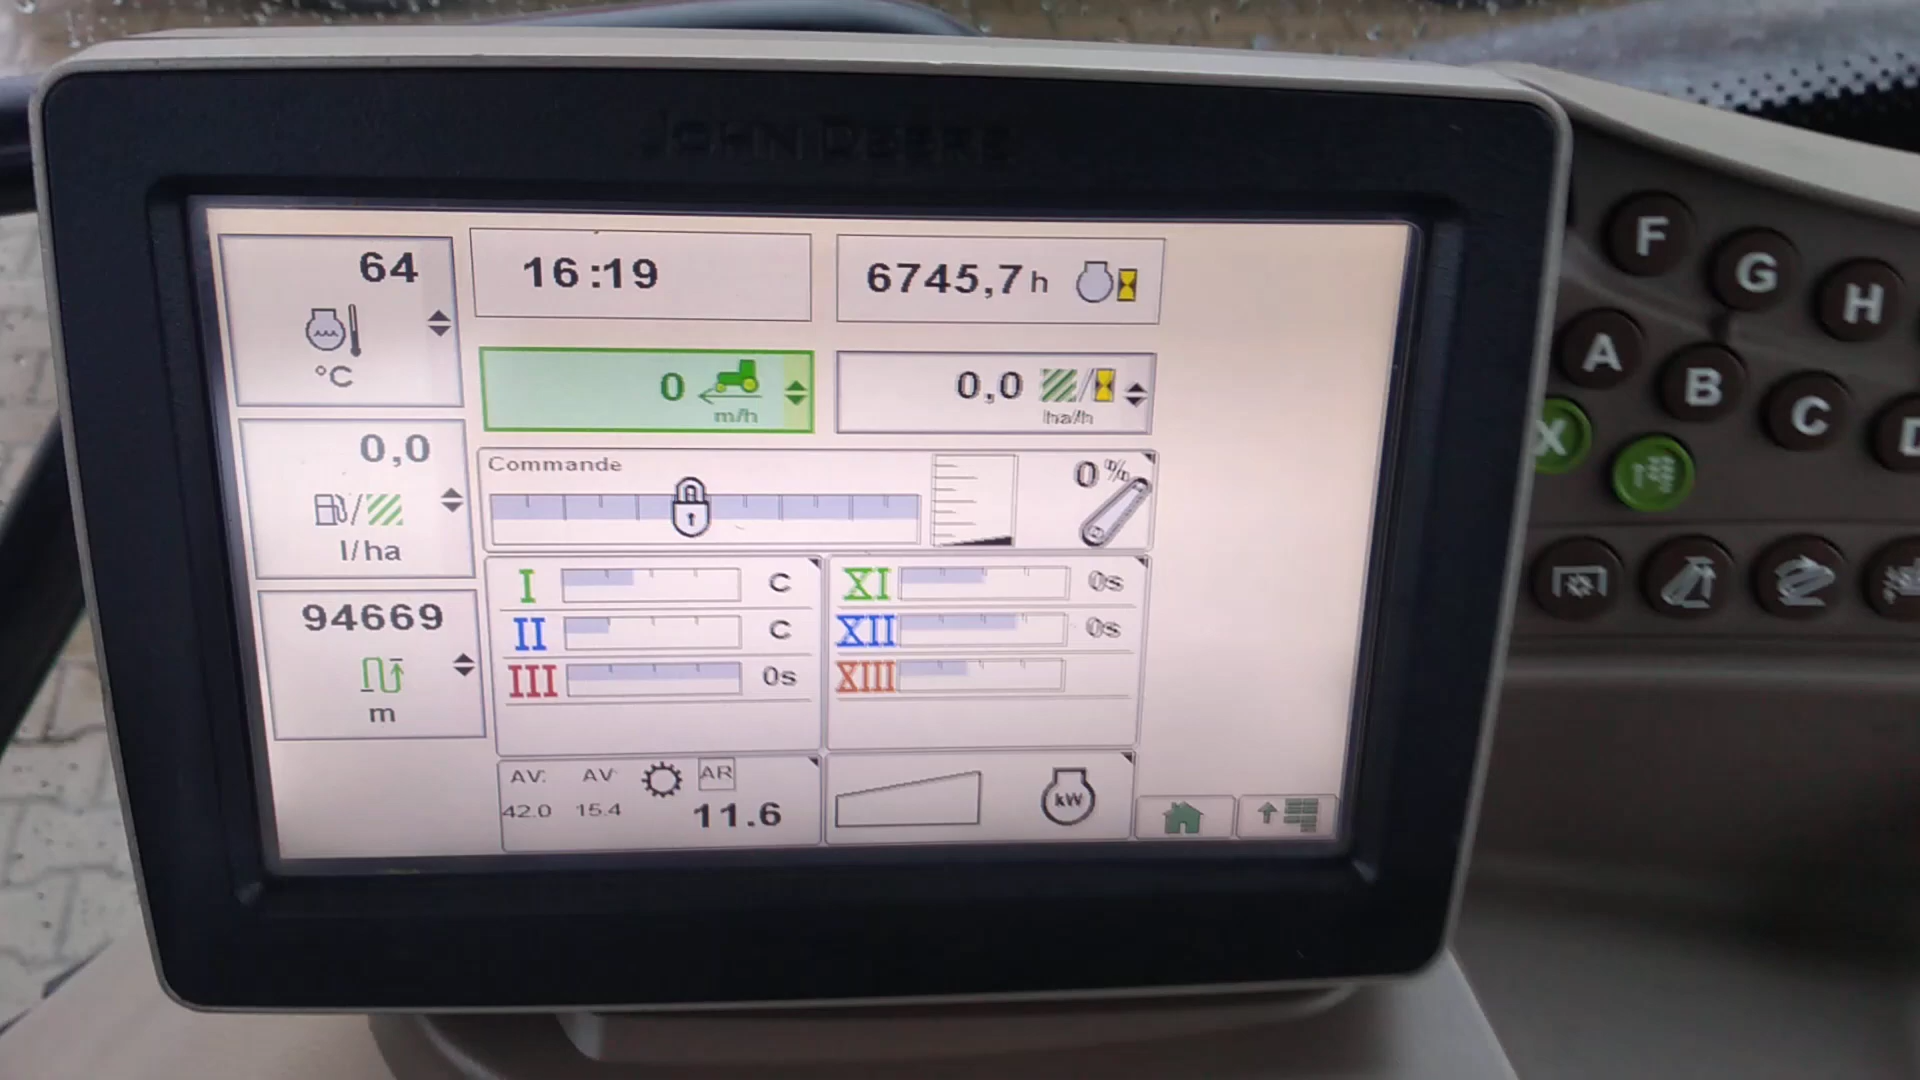 JOHN DEERE
64
°C
16:19
6745,7 h
0
m/h
0,0
ha/h
0,0
l/ha
94669
m
Commande
0 %
I C
II C
III 0s
XI 0s
XII 0s
XIII
AV. AV AR
42.0 15.4 11.6
kW
F G H
A B C D
X